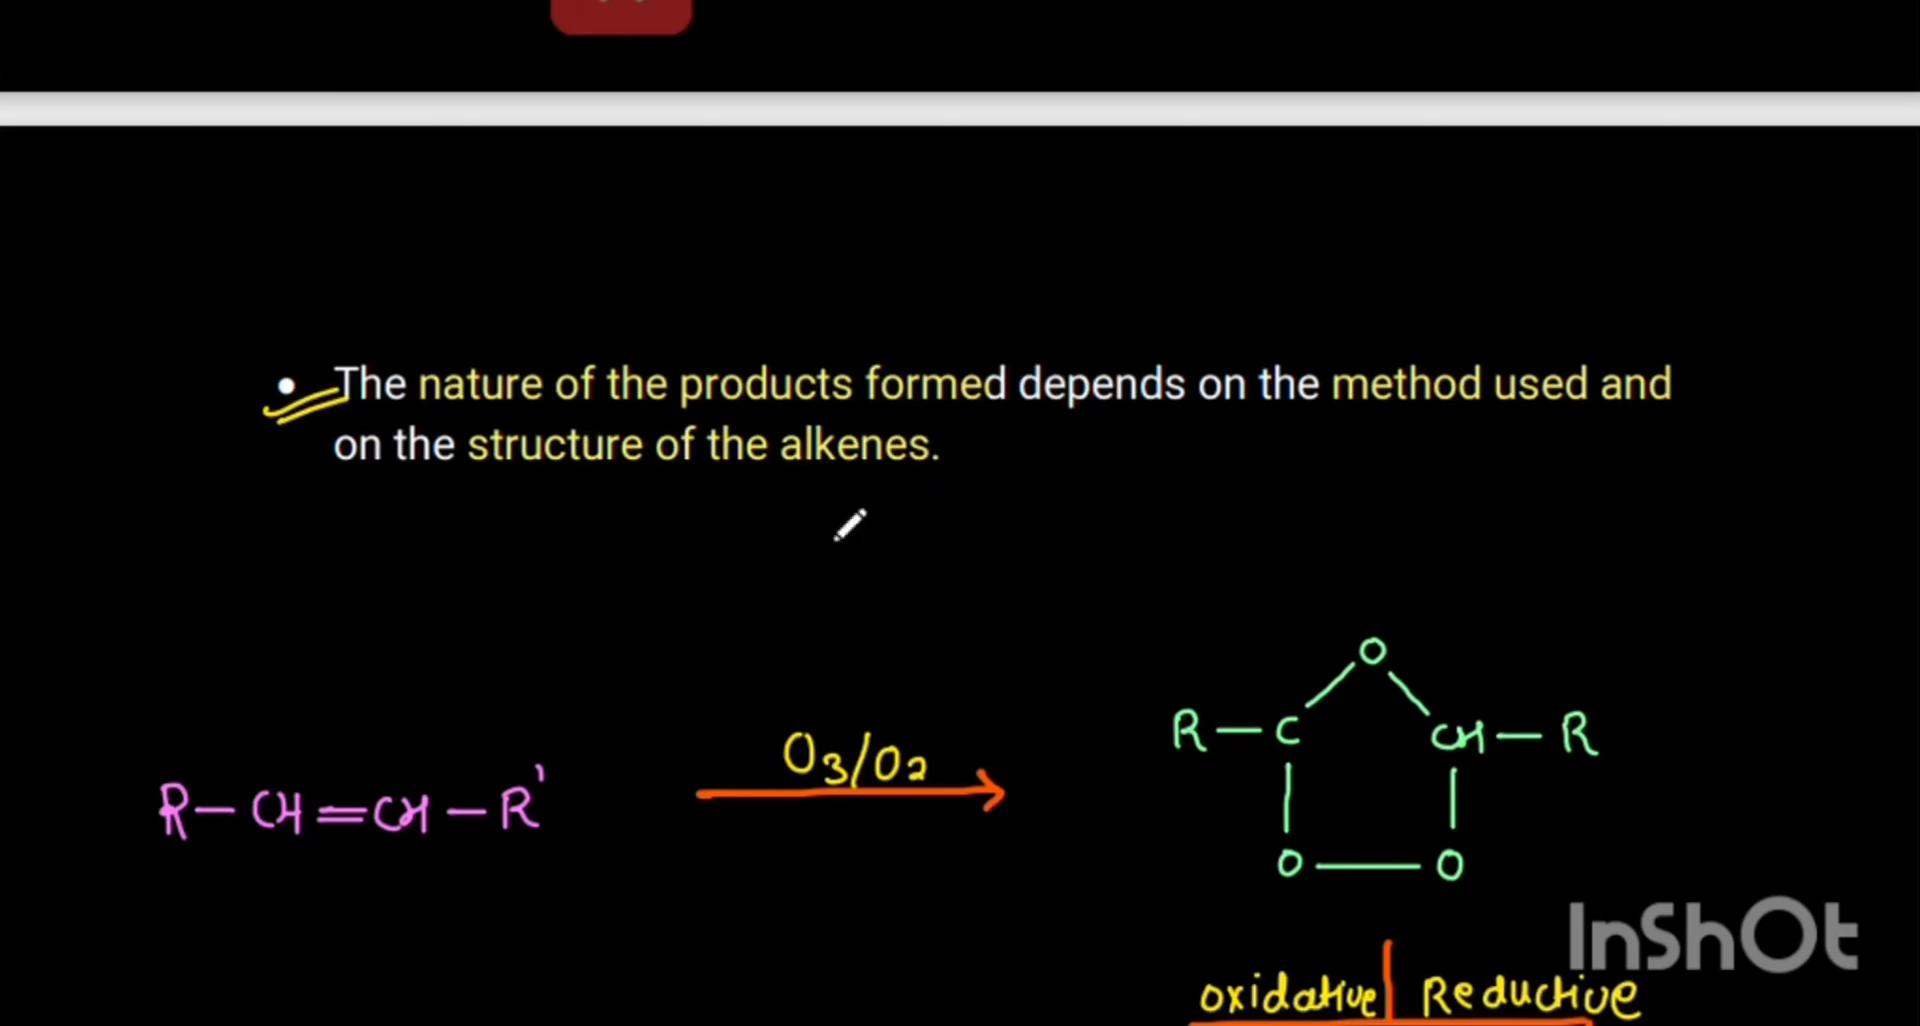 • The nature of the products formed depends on the method used and
on the structure of the alkenes.
O
R — C CH — R
O3/O2
R — CH = CH — R'
O — O
InShOt
oxidative | Reductive